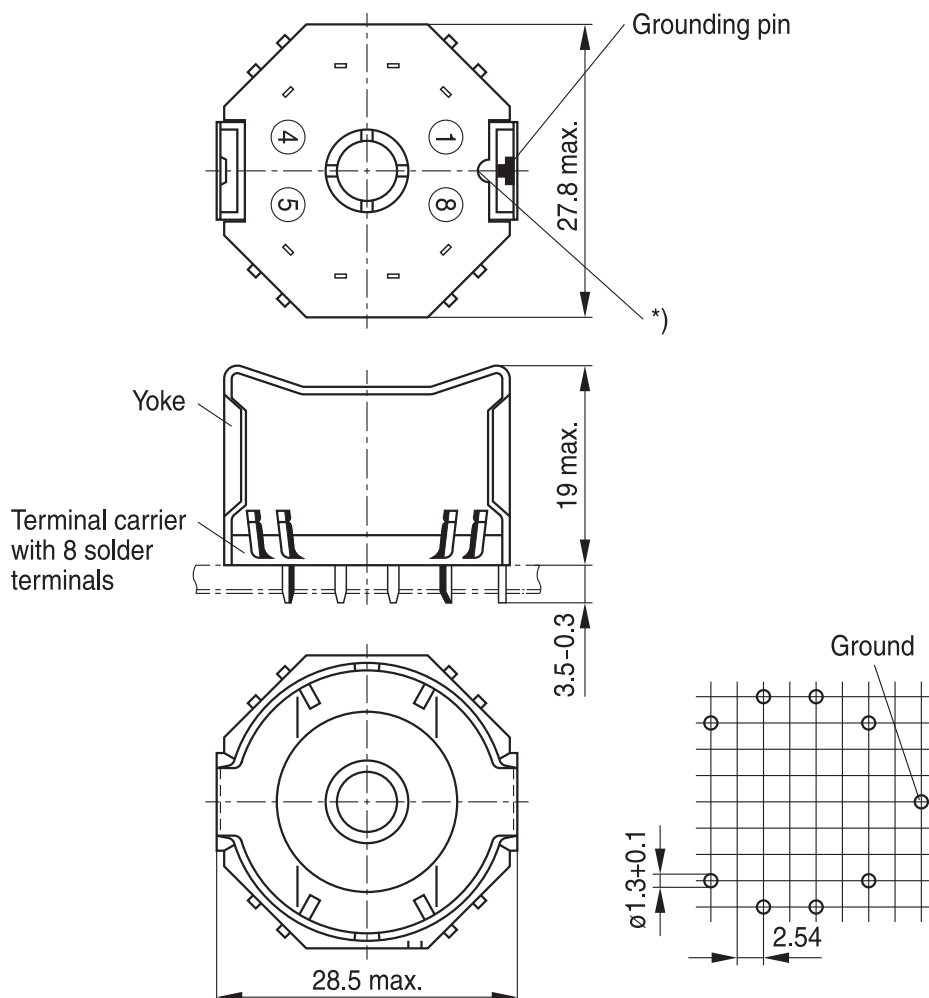 Grounding pin
4
1
5
8
27.8 max.
*)
Yoke
19 max.
Terminal carrier
with 8 solder
terminals
3.5-0.3
Ground
ø1.3+0.1
2.54
28.5 max.